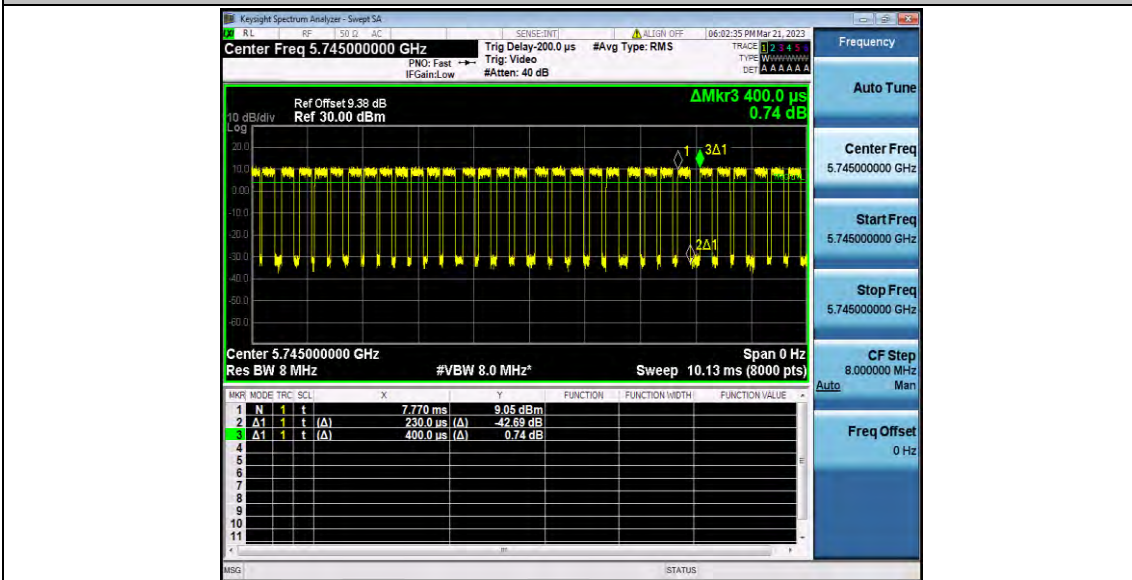 Keysight Spectrum Analyzer - Swept SA
RL RF 50 Ω AC SENSE:INT ALIGN OFF 06:02:35 PM Mar 21, 2023
Center Freq 5.745000000 GHz Trig Delay-200.0 µs #Avg Type: RMS TRACE 1 2 3 4 5 6
PNO: Fast Trig: Video TYPE WWWWWW
IFGain:Low #Atten: 40 dB DET A A A A A A
Frequency
Auto Tune
ΔMkr3 400.0 µs
0.74 dB
Ref Offset 9.38 dB
10 dB/div Ref 30.00 dBm
Log
20.0
10.0
0.00
-10.0
-20.0
-30.0
-40.0
-50.0
-60.0
1
3Δ1
2Δ1
Center Freq
5.745000000 GHz
Start Freq
5.745000000 GHz
Stop Freq
5.745000000 GHz
CF Step
8.000000 MHz
Auto Man
Freq Offset
0 Hz
Center 5.745000000 GHz Span 0 Hz
Res BW 8 MHz #VBW 8.0 MHz* Sweep 10.13 ms (8000 pts)
MKR MODE TRC SCL X Y FUNCTION FUNCTION WIDTH FUNCTION VALUE
1 N 1 t 7.770 ms 9.05 dBm
2 Δ1 1 t (Δ) 230.0 µs (Δ) -42.69 dB
3 Δ1 1 t (Δ) 400.0 µs (Δ) 0.74 dB
4
5
6
7
8
9
10
11
MSG STATUS